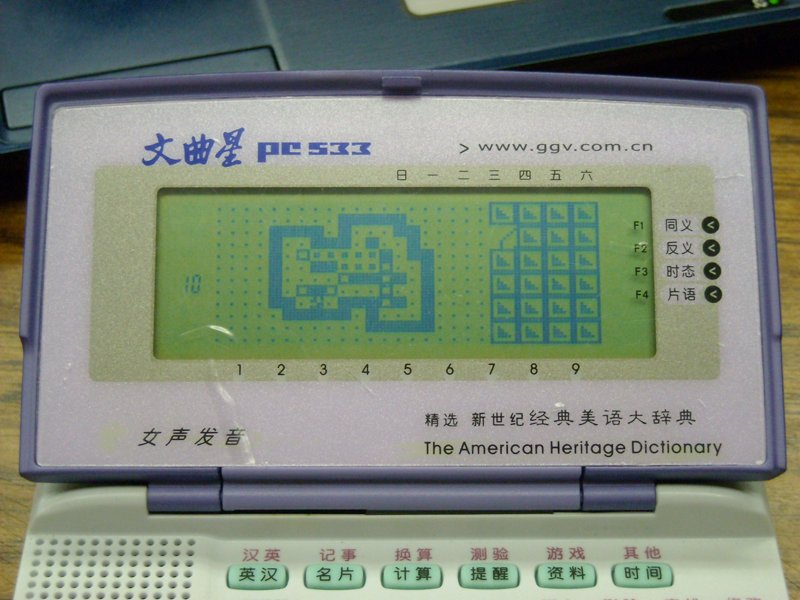 文曲星 PC 533
> www.ggv.com.cn
日 一 二 三 四 五 六
F1 同义 <
F2 反义 <
F3 时态 <
F4 片语 <
10
1 2 3 4 5 6 7 8 9
女声发音
精选 新世纪经典美语大辞典
The American Heritage Dictionary
汉英 记事 换算 测验 游戏 其他
英汉 名片 计算 提醒 资料 时间